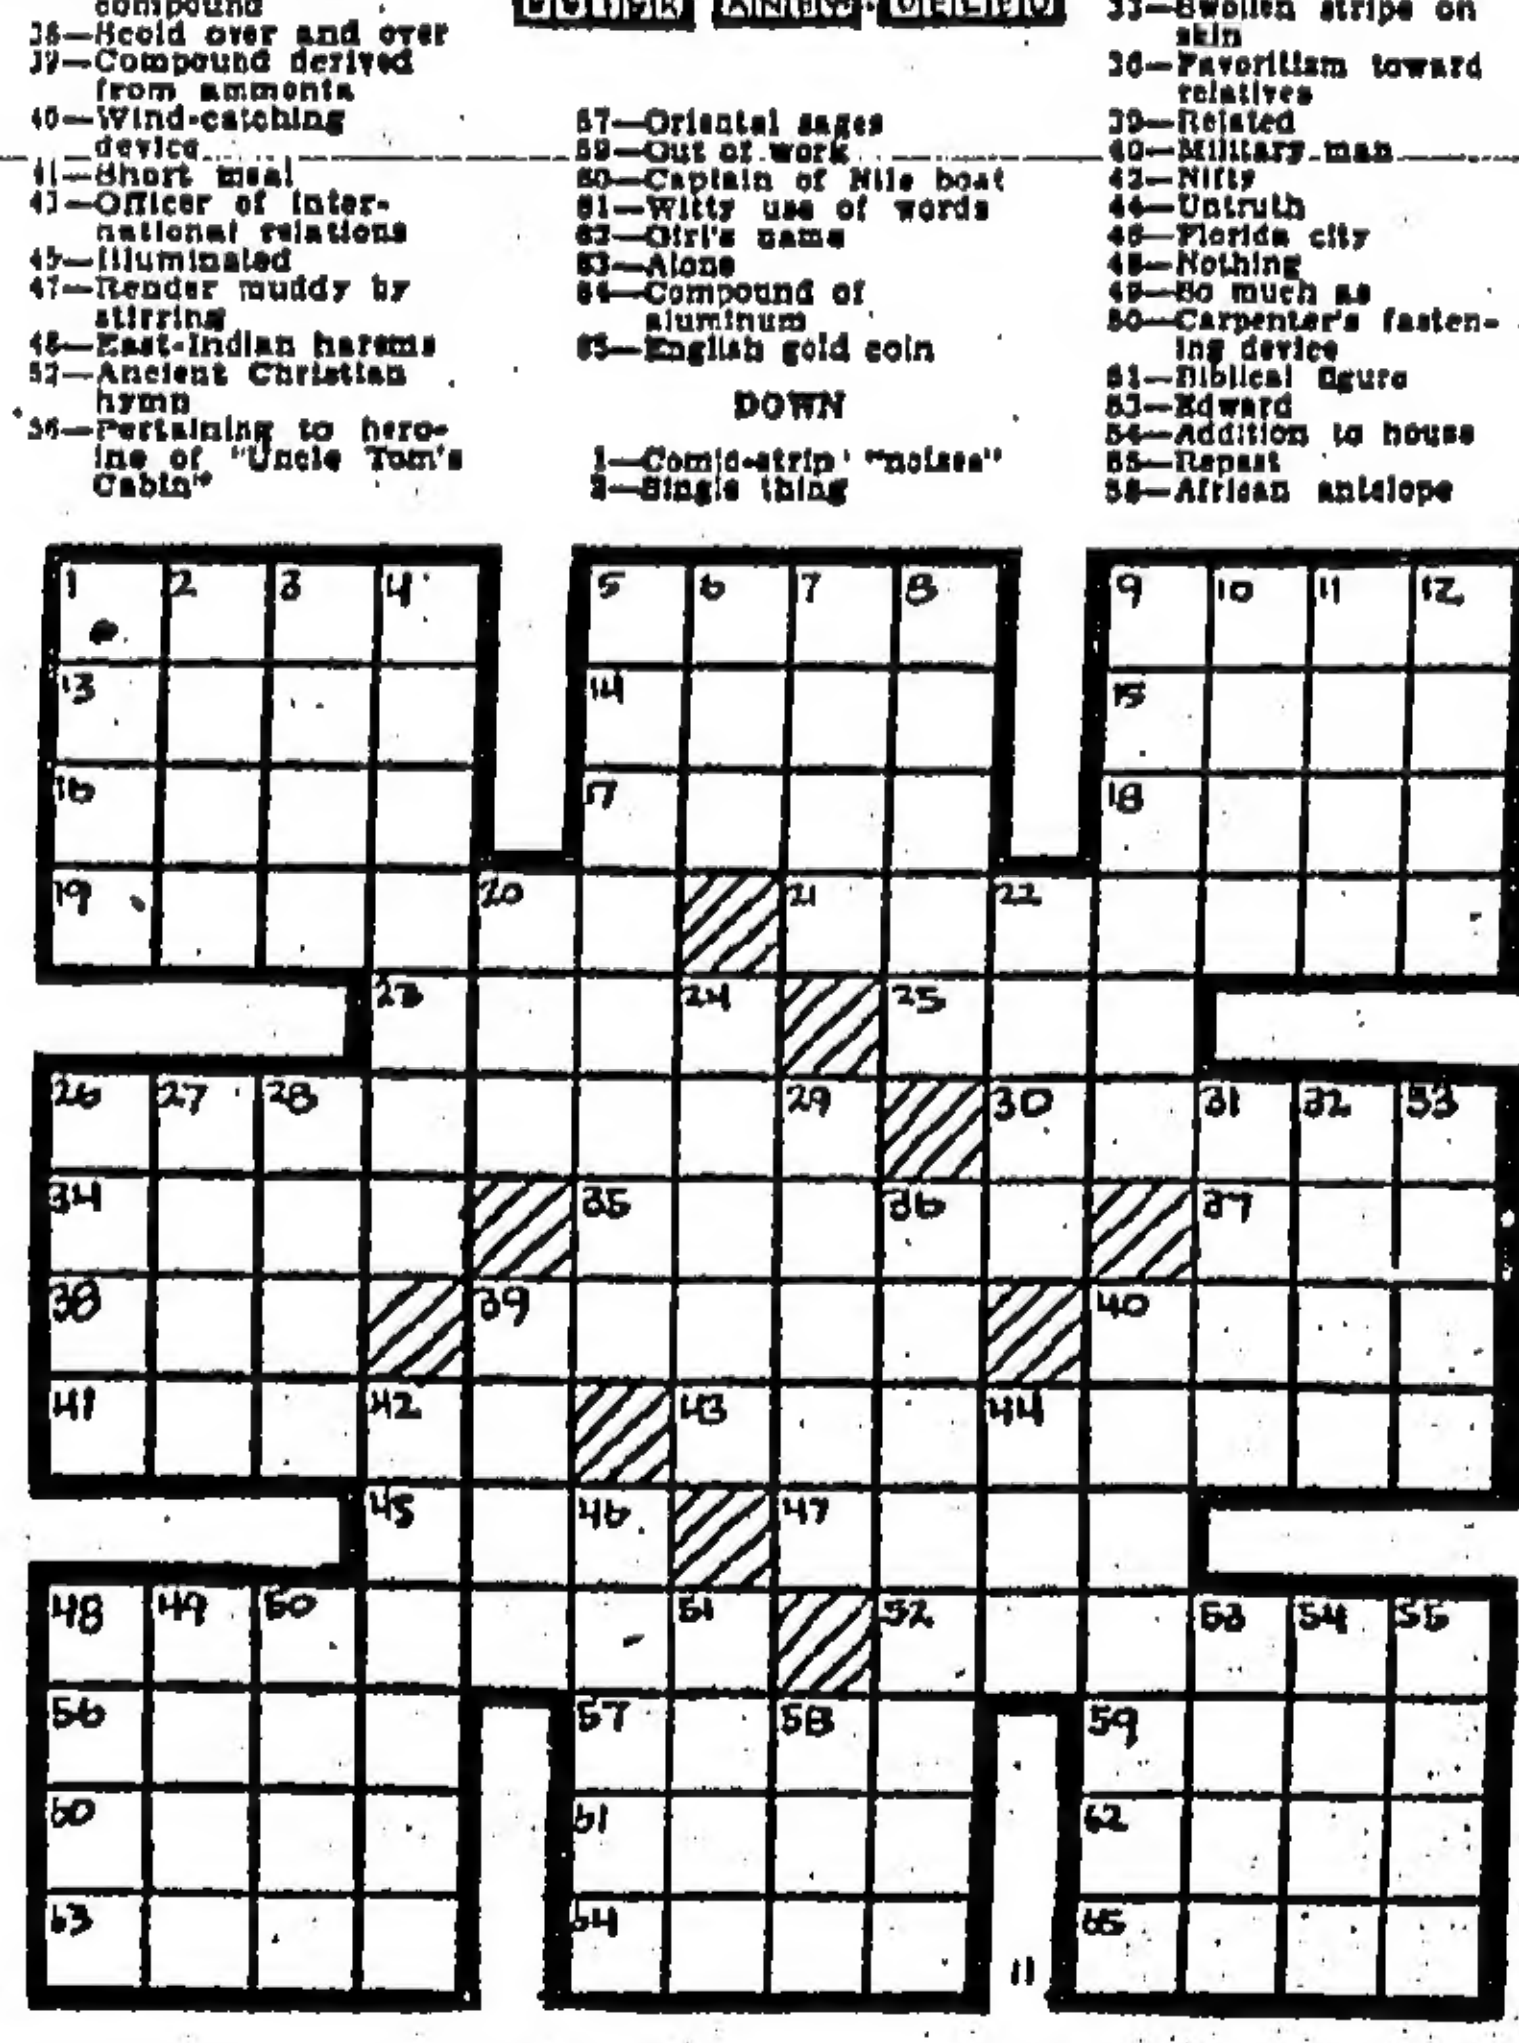 compound
38—Scold over and over
39—Compound derived
from ammonia
40—Wind-catching
device
41—Short meal
43—Officer of inter-
national relations
45—Illuminated
47—Render muddy by
stirring
48—East-Indian harems
52—Ancient Christian
hymn
56—Pertaining to hero-
ine of "Uncle Tom's
Cabin"
57—Oriental sages
59—Out of work
60—Captain of Nile boat
61—Witty use of words
62—Girl's name
63—Alone
64—Compound of
aluminum
65—English gold coin
DOWN
1—Comic-strip "noises"
2—Single thing
33—Swollen stripe on
skin
36—Favoritism toward
relatives
39—Related
40—Military man
42—Nifty
44—Untruth
46—Florida city
48—Nothing
49—So much as
50—Carpenter's fasten-
ing device
51—Biblical figure
53—Edward
54—Addition to house
55—Repast
58—African antelope
1 2 3 4 5 6 7 8 9 10 11 12
13 14 15
16 17 18
19 20 21 22
23 24 25
26 27 28 29 30 31 32 33
34 35 36 37
38 39 40
41 42 43 44
45 46 47
48 49 50 51 52 53 54 55
56 57 58 59
60 61 62
63 64 65
11